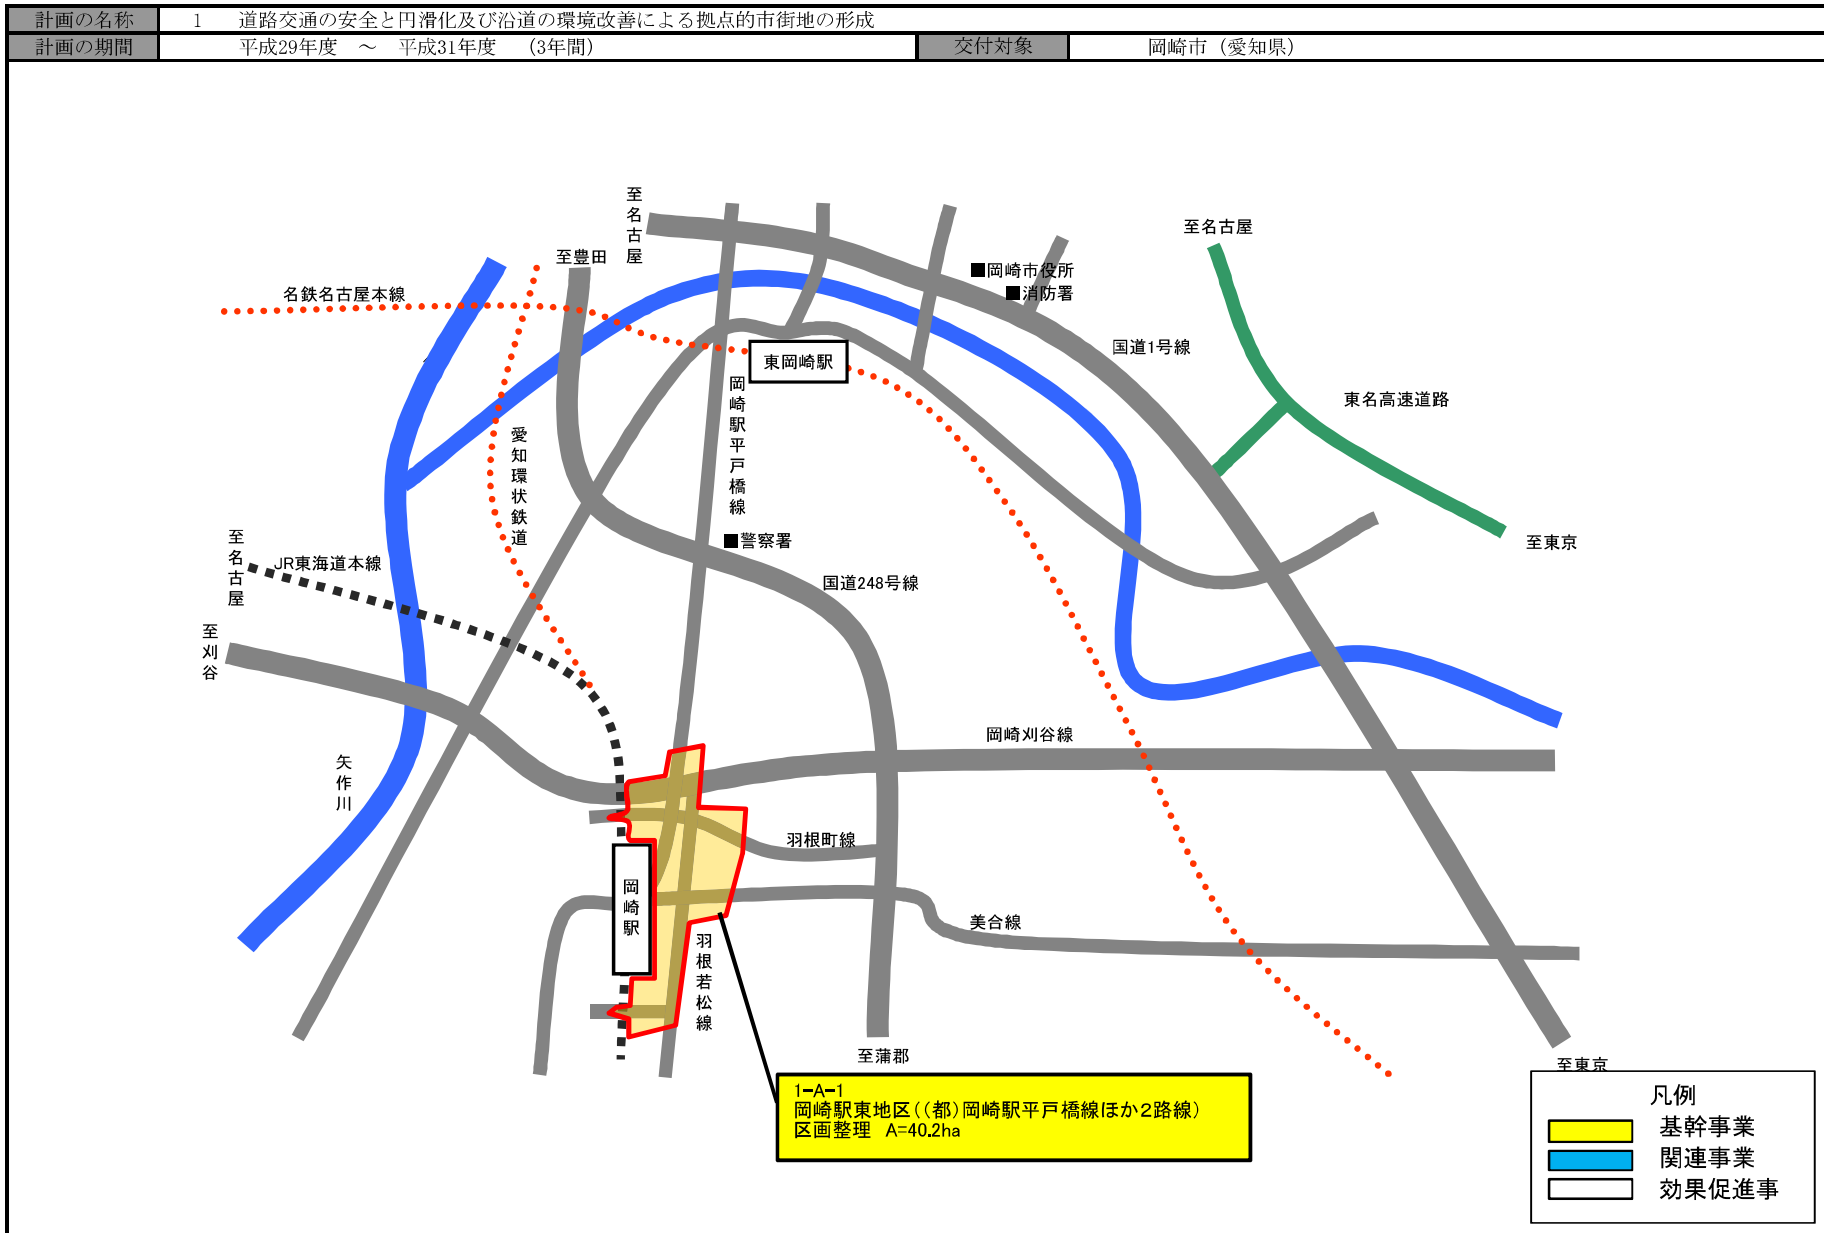 計画の名称 1 道路交通の安全と円滑化及び沿道の環境改善による拠点的市街地の形成
計画の期間 平成29年度 ～ 平成31年度 （3年間） 交付対象 岡崎市（愛知県）
至名古屋
至豊田
至名古屋
名鉄名古屋本線
■岡崎市役所
■消防署
国道1号線
東岡崎駅
東名高速道路
岡崎駅平戸橋線
愛知環状鉄道
至東京
■警察署
至名古屋
JR東海道本線
国道248号線
至刈谷
岡崎刈谷線
矢作川
羽根町線
岡崎駅
美合線
羽根若松線
至蒲郡
至東京
1-A-1
岡崎駅東地区（（都）岡崎駅平戸橋線ほか２路線）
区画整理 A=40.2ha
凡例
基幹事業
関連事業
効果促進事